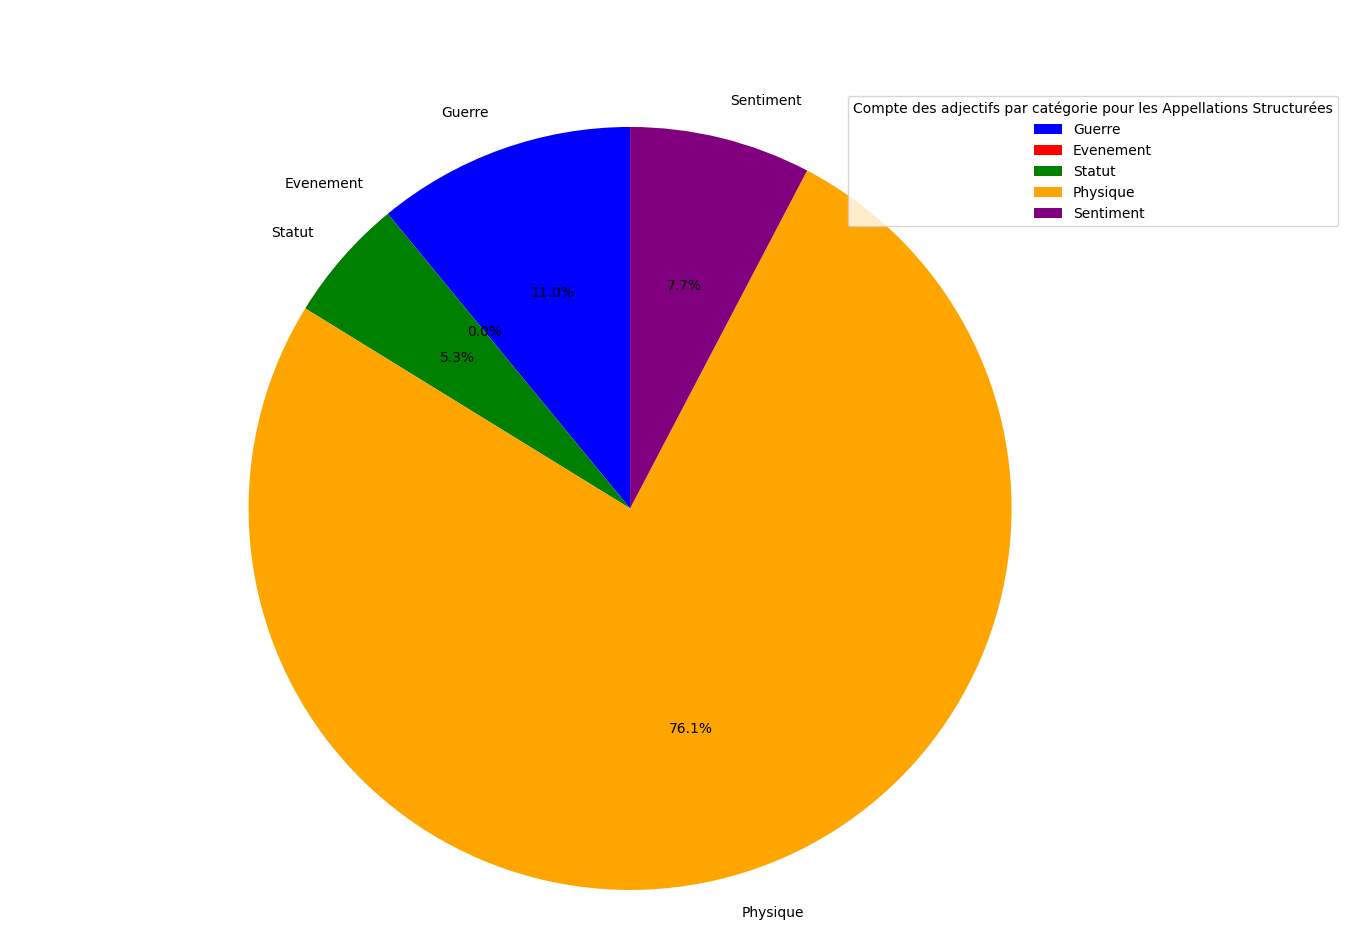 Sentiment
Guerre
Evenement
Statut
Compte des adjectifs par catégorie pour les Appellations Structurées
Guerre
Evenement
Statut
Physique
Sentiment
11.0%
7.7%
0.0%
5.3%
76.1%
Physique